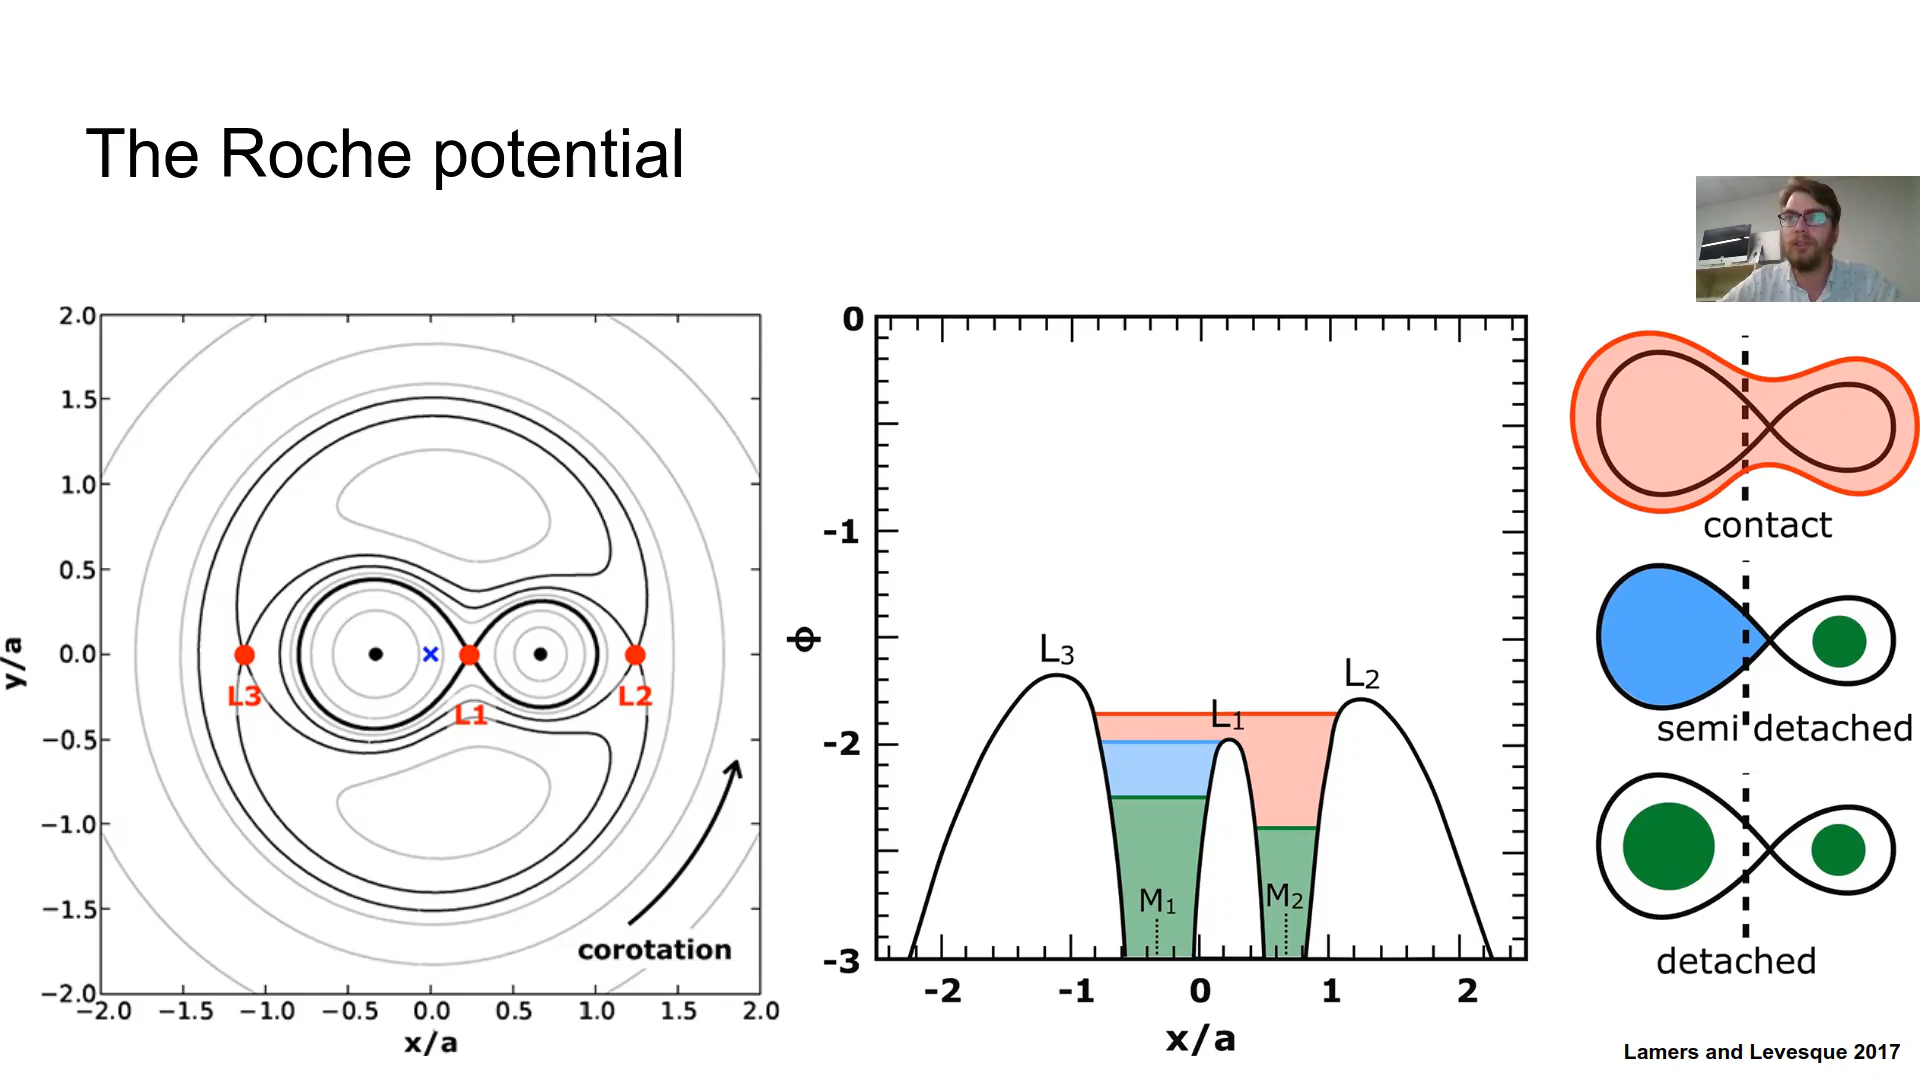 The Roche potential
2.0
1.5
1.0
0.5
0.0
−0.5
−1.0
−1.5
−2.0
y/a
L3
L1
L2
corotation
−2.0 −1.5 −1.0 −0.5 0.0 0.5 1.0 1.5 2.0
x/a
0
-1
-2
-3
ϕ
L3
L1
L2
M1
M2
-2 -1 0 1 2
x/a
contact
semi detached
detached
Lamers and Levesque 2017